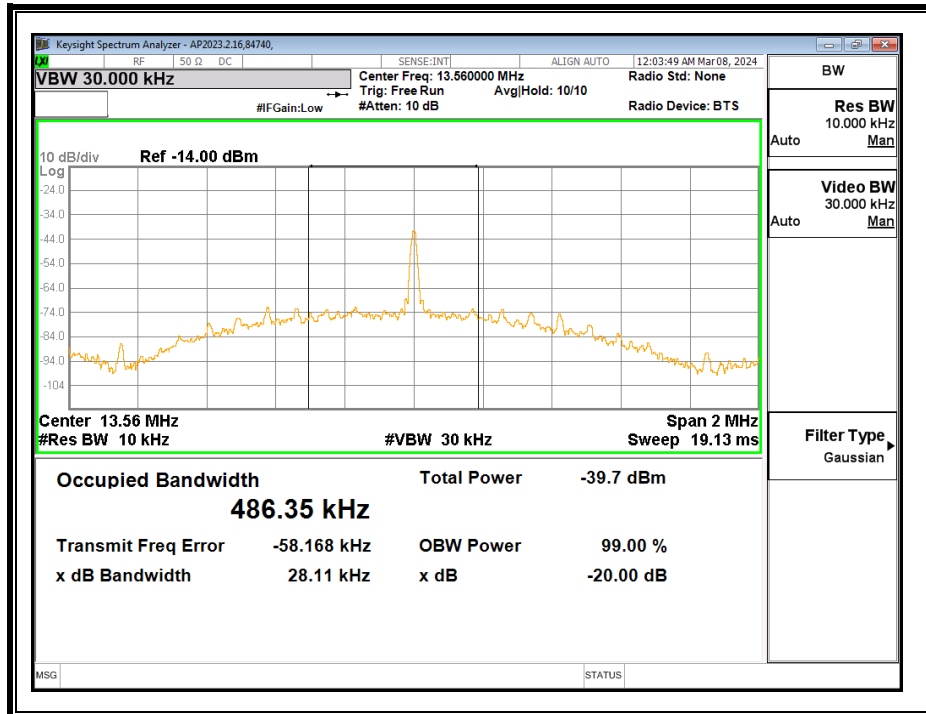 Keysight Spectrum Analyzer - AP2023.2.16,84740,
LXI RF 50 Ω DC SENSE:INT ALIGN AUTO 12:03:49 AM Mar 08, 2024
VBW 30.000 kHz
Center Freq: 13.560000 MHz Radio Std: None
Trig: Free Run Avg|Hold: 10/10
#IFGain:Low #Atten: 10 dB Radio Device: BTS
10 dB/div Ref -14.00 dBm
Log
-24.0
-34.0
-44.0
-54.0
-64.0
-74.0
-84.0
-94.0
-104
Center 13.56 MHz Span 2 MHz
#Res BW 10 kHz #VBW 30 kHz Sweep 19.13 ms
Occupied Bandwidth Total Power -39.7 dBm
486.35 kHz
Transmit Freq Error -58.168 kHz OBW Power 99.00 %
x dB Bandwidth 28.11 kHz x dB -20.00 dB
MSG STATUS
BW
Res BW
10.000 kHz
Auto Man
Video BW
30.000 kHz
Auto Man
Filter Type
Gaussian